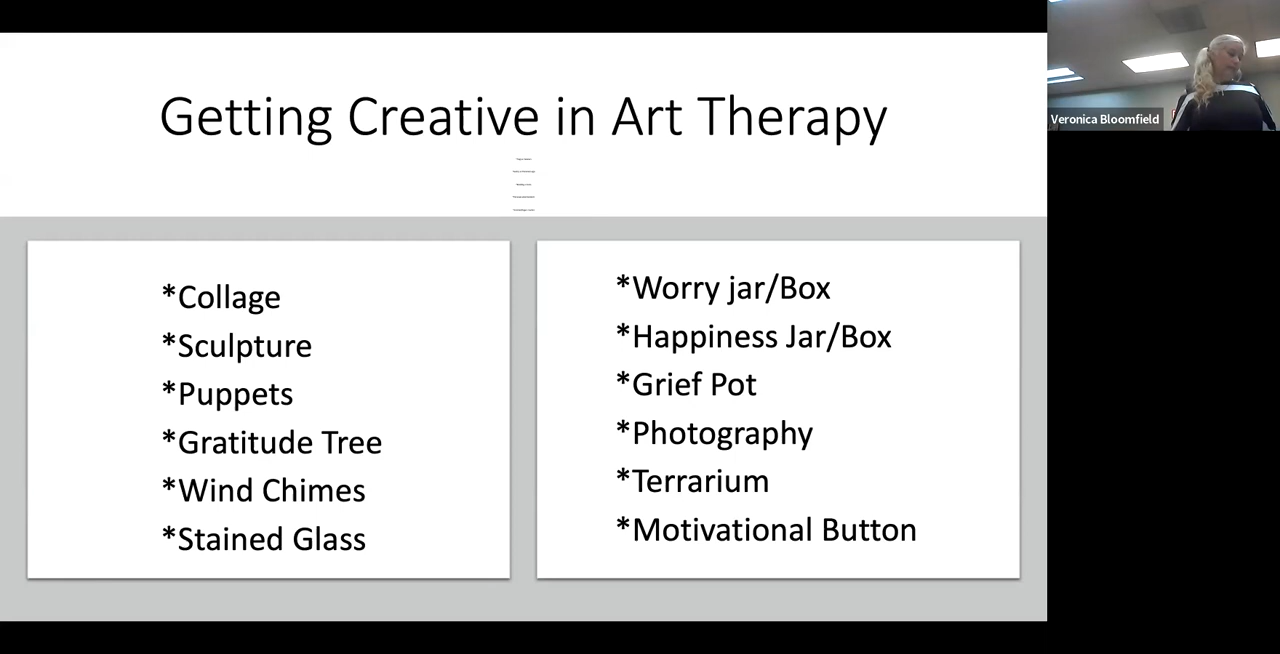 Getting Creative in Art Therapy
*Collage
*Sculpture
*Puppets
*Gratitude Tree
*Wind Chimes
*Stained Glass
*Worry jar/Box
*Happiness Jar/Box
*Grief Pot
*Photography
*Terrarium
*Motivational Button
Veronica Bloomfield